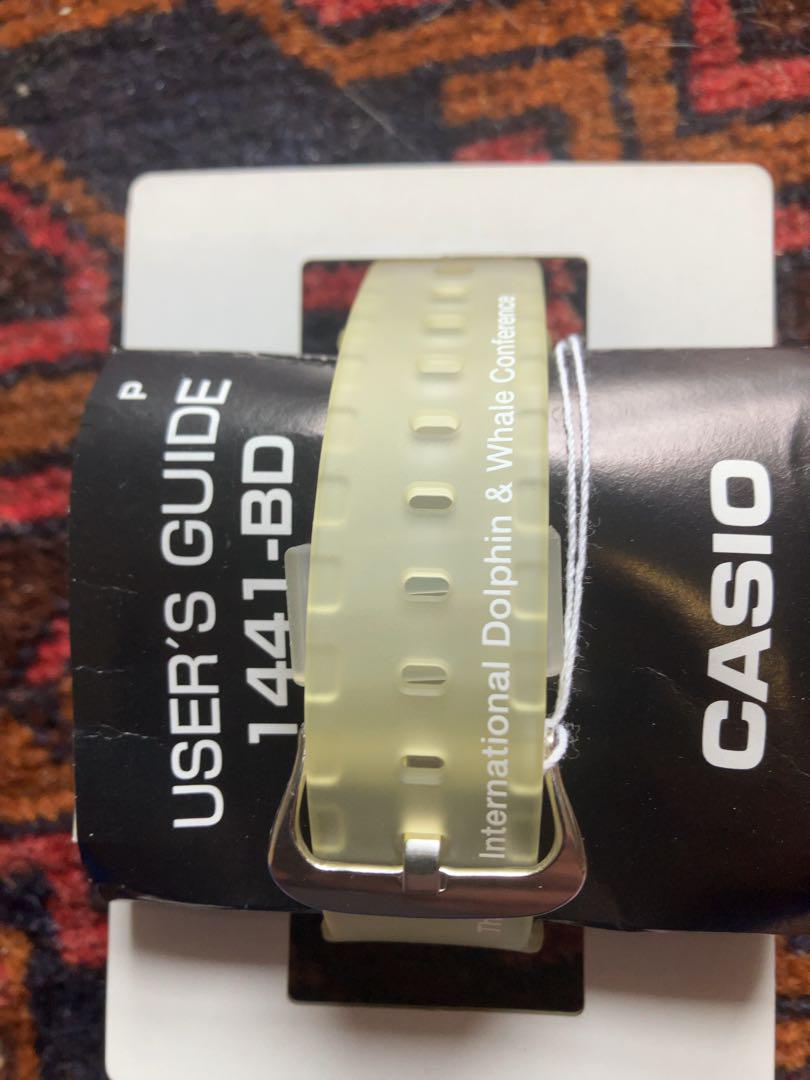 P
USER'S GUIDE
1441-BD
International Dolphin & Whale Conference
CASIO